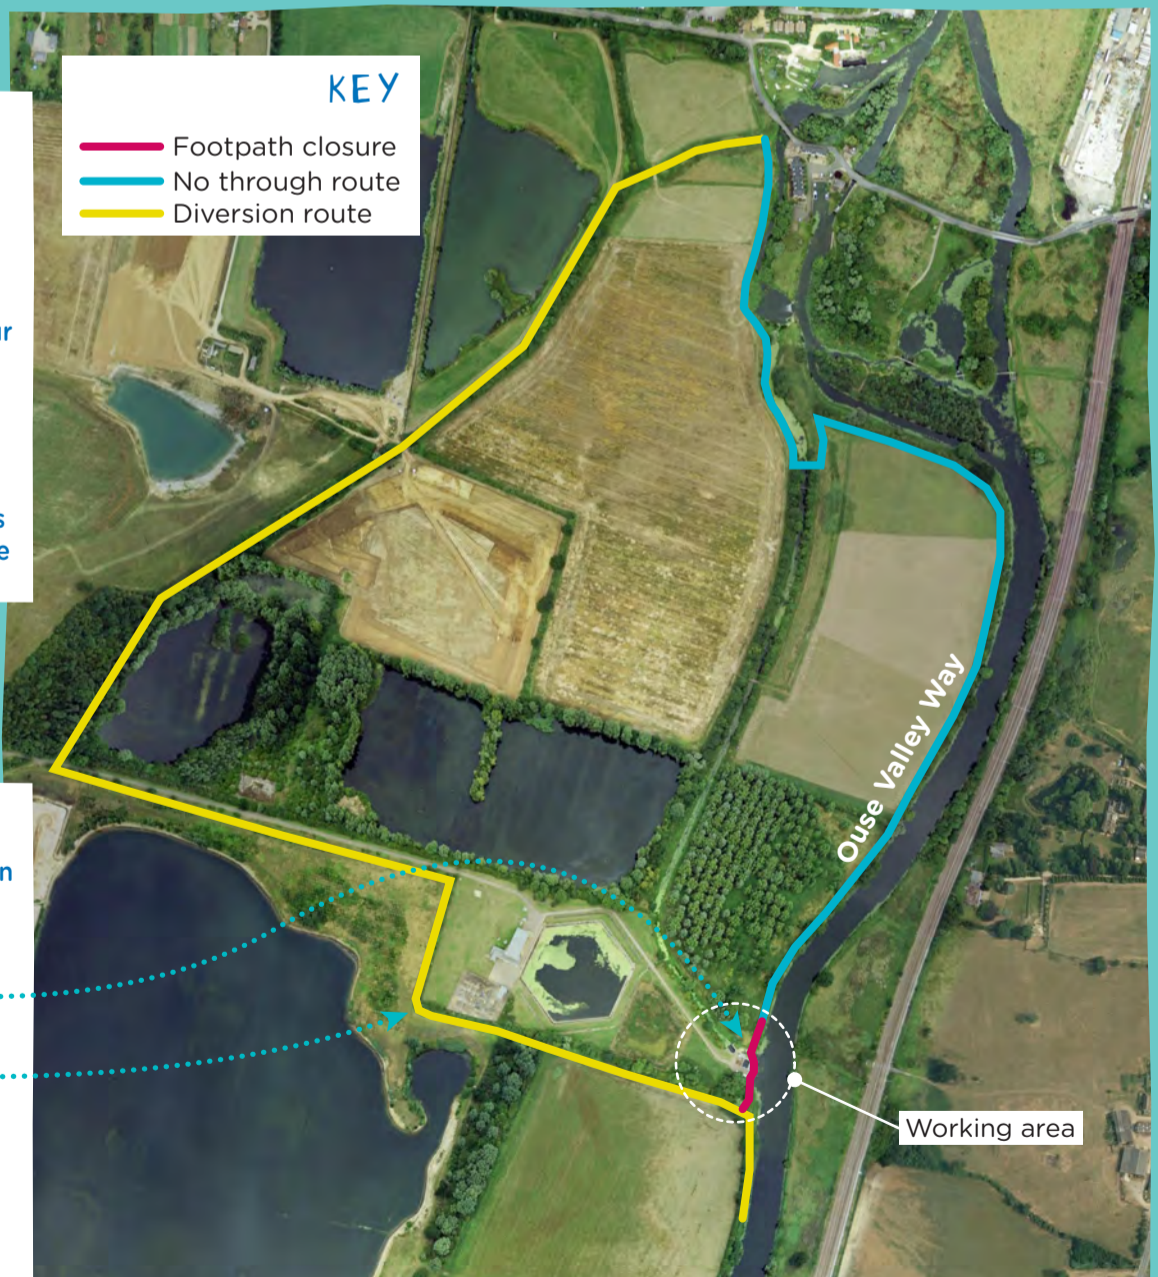 KEY
Footpath closure
No through route
Diversion route
Ouse Valley Way
Working area